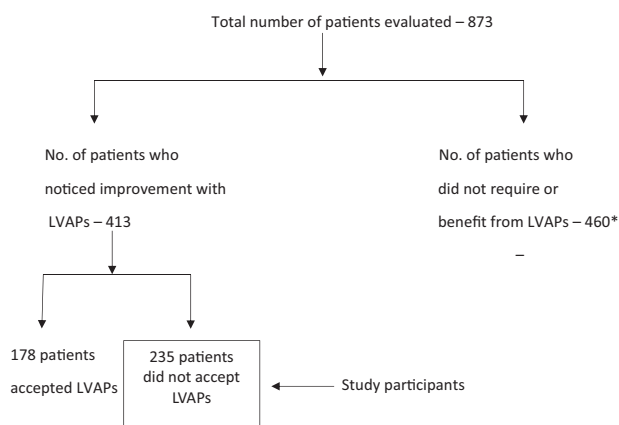 Total number of patients evaluated – 873
No. of patients who
noticed improvement with
LVAPs – 413
No. of patients who
did not require or
benefit from LVAPs – 460*
–
178 patients
accepted LVAPs
235 patients
did not accept
LVAPs
Study participants